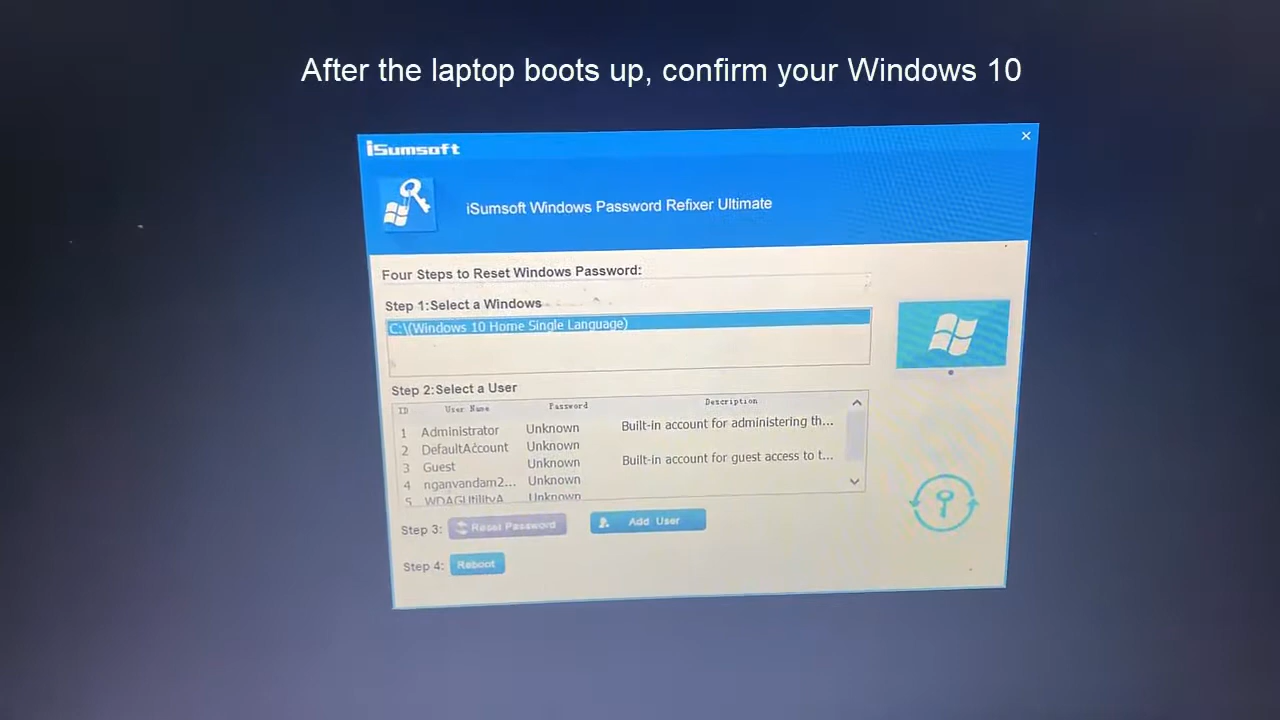 After the laptop boots up, confirm your Windows 10
iSumsoft
iSumsoft Windows Password Refixer Ultimate
Four Steps to Reset Windows Password:
Step 1:Select a Windows
C:\(Windows 10 Home Single Language)
Step 2:Select a User
ID User Name Password Description
1 Administrator Unknown Built-in account for administering th...
2 DefaultAccount Unknown
3 Guest Unknown Built-in account for guest access to t...
4 nganvandam2... Unknown
5 WDAGUtilityA Unknown
Step 3: Reset Password Add User
Step 4: Reboot